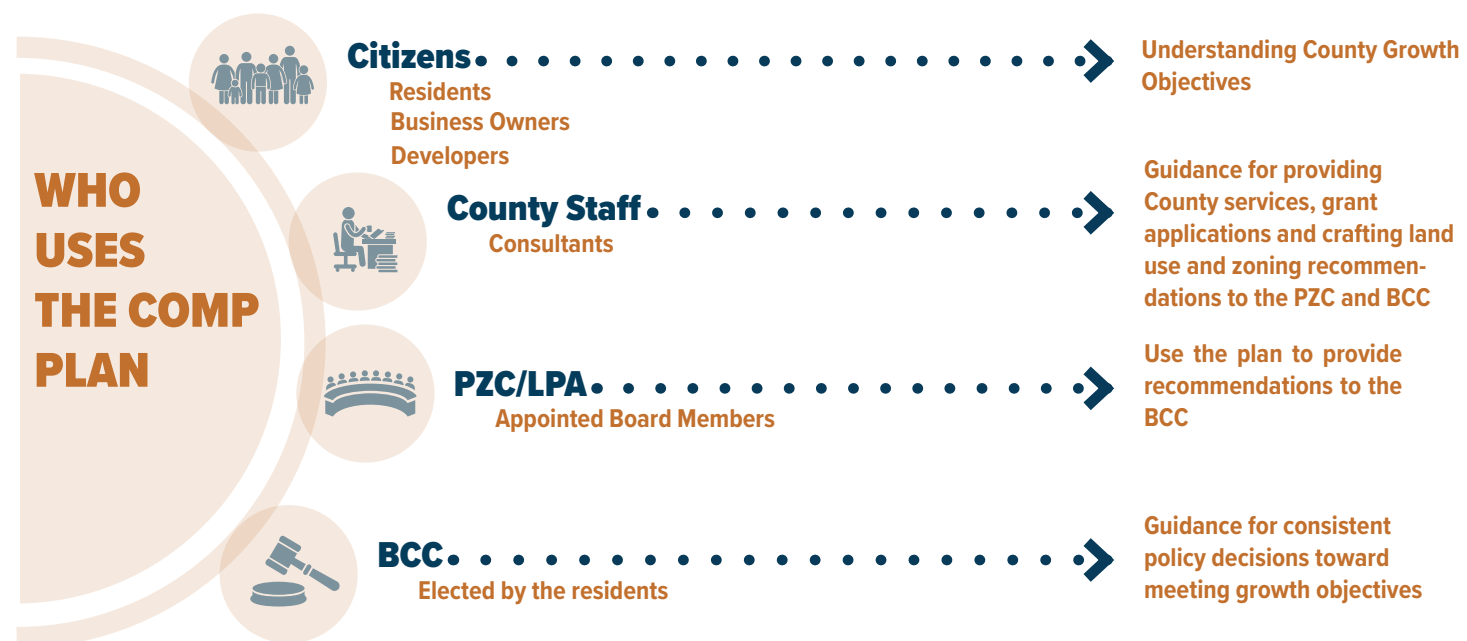 WHO
USES
THE COMP
PLAN
Citizens
Residents
Business Owners
Developers
Understanding County Growth
Objectives
County Staff
Consultants
Guidance for providing
County services, grant
applications and crafting land
use and zoning recommen-
dations to the PZC and BCC
PZC/LPA
Appointed Board Members
Use the plan to provide
recommendations to the
BCC
BCC
Elected by the residents
Guidance for consistent
policy decisions toward
meeting growth objectives